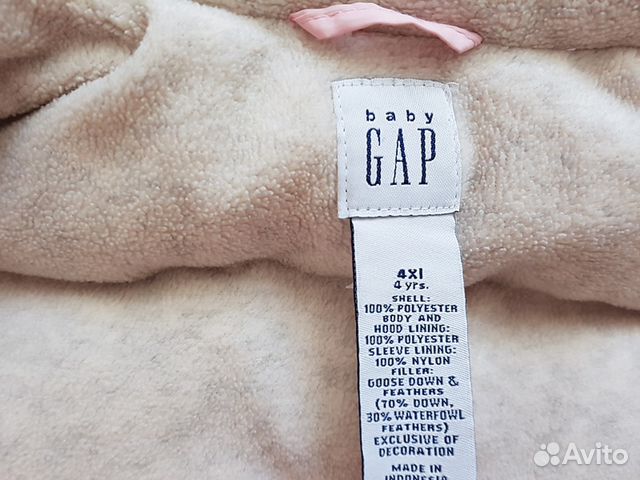 baby
GAP
4XI
4 yrs.
SHELL:
100% POLYESTER
BODY AND
HOOD LINING:
100% POLYESTER
SLEEVE LINING:
100% NYLON
FILLER:
GOOSE DOWN &
FEATHERS
(70% DOWN,
30% WATERFOWL
FEATHERS)
EXCLUSIVE OF
DECORATION
MADE IN
INDONESIA
Avito